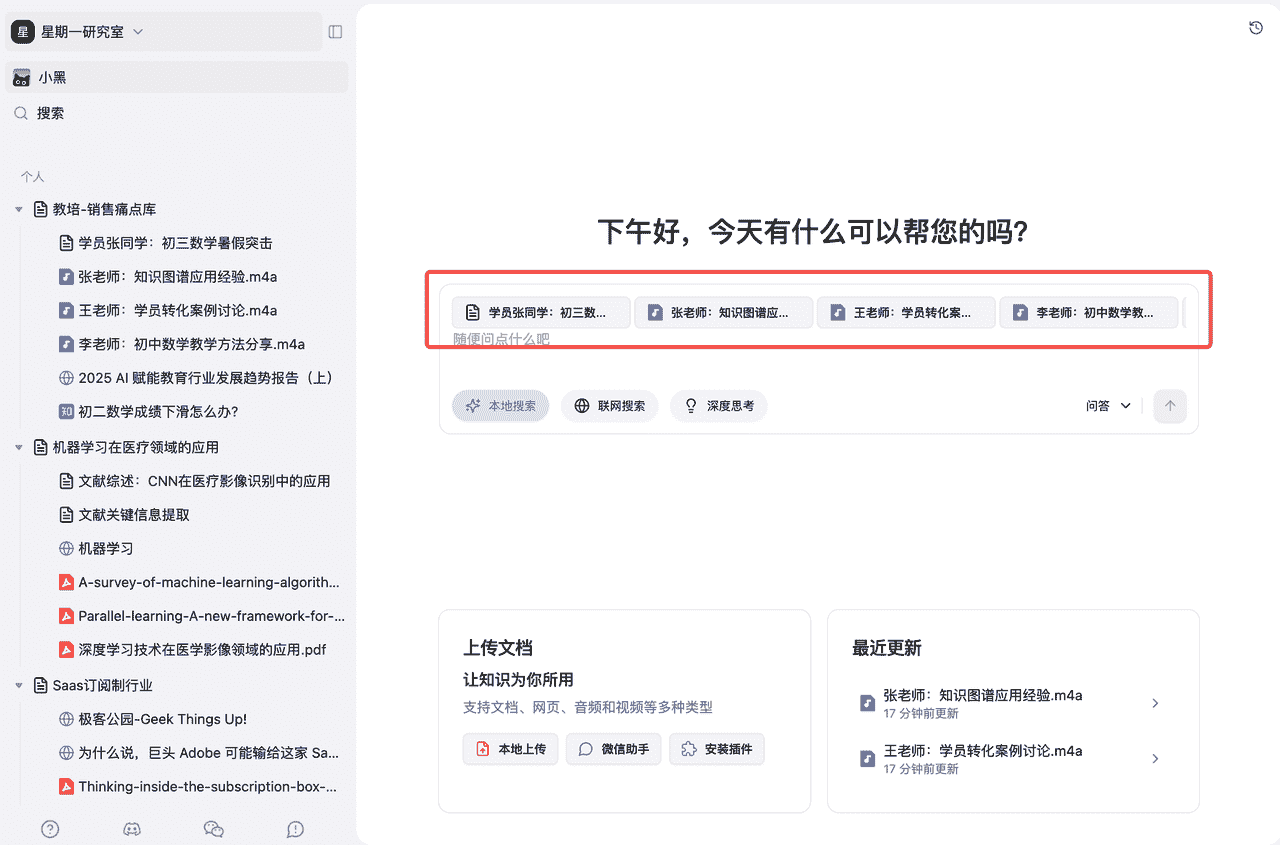 星 星期一研究室
小黑
搜索
个人
教培-销售痛点库
学员张同学：初三数学暑假突击
张老师：知识图谱应用经验.m4a
王老师：学员转化案例讨论.m4a
李老师：初中数学教学方法分享.m4a
2025 AI 赋能教育行业发展趋势报告（上）
知 初二数学成绩下滑怎么办?
机器学习在医疗领域的应用
文献综述：CNN在医疗影像识别中的应用
文献关键信息提取
机器学习
A-survey-of-machine-learning-algorith...
Parallel-learning-A-new-framework-for-...
深度学习技术在医学影像领域的应用.pdf
Saas订阅制行业
极客公园-Geek Things Up!
为什么说，巨头 Adobe 可能输给这家 Sa...
Thinking-inside-the-subscription-box-...
下午好，今天有什么可以帮您的吗?
学员张同学：初三数... 张老师：知识图谱应... 王老师：学员转化案... 李老师：初中数学教...
随便问点什么吧
本地搜索 联网搜索 深度思考 问答
上传文档
让知识为你所用
支持文档、网页、音频和视频等多种类型
本地上传 微信助手 安装插件
最近更新
张老师：知识图谱应用经验.m4a
17 分钟前更新
王老师：学员转化案例讨论.m4a
17 分钟前更新